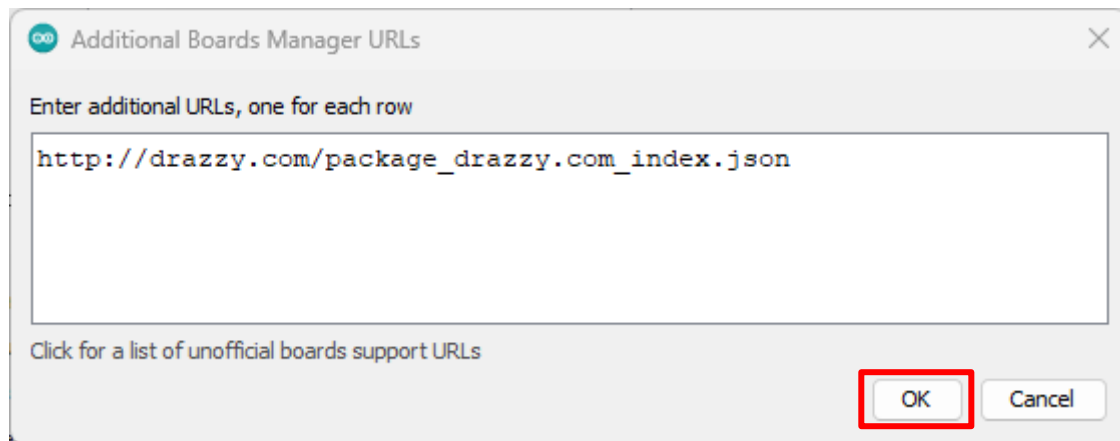 Additional Boards Manager URLs
Enter additional URLs, one for each row
http://drazzy.com/package_drazzy.com_index.json
Click for a list of unofficial boards support URLs
OK Cancel